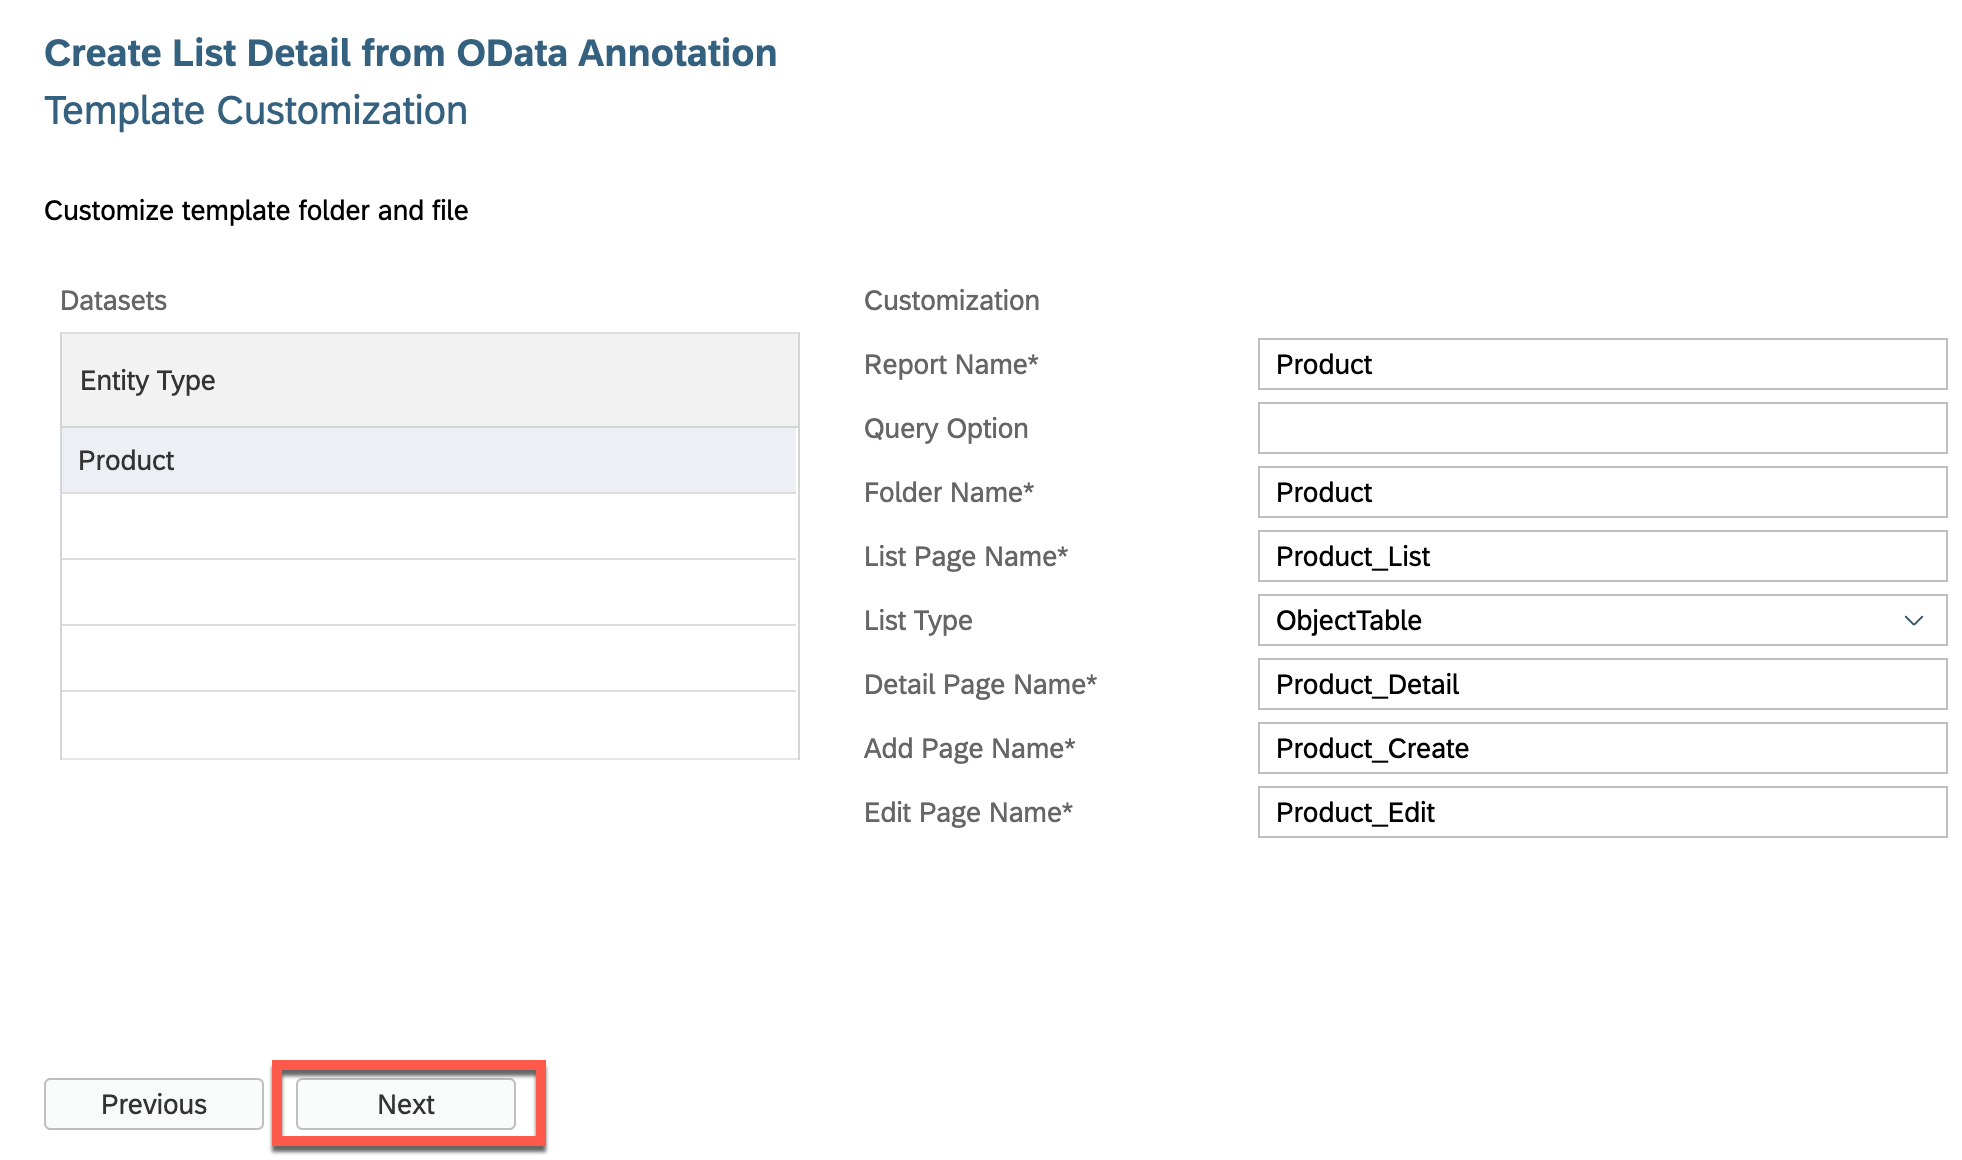 Create List Detail from OData Annotation
Template Customization
Customize template folder and file
Datasets
Entity Type
Product
Customization
Report Name* Product
Query Option
Folder Name* Product
List Page Name* Product_List
List Type ObjectTable
Detail Page Name* Product_Detail
Add Page Name* Product_Create
Edit Page Name* Product_Edit
Previous Next